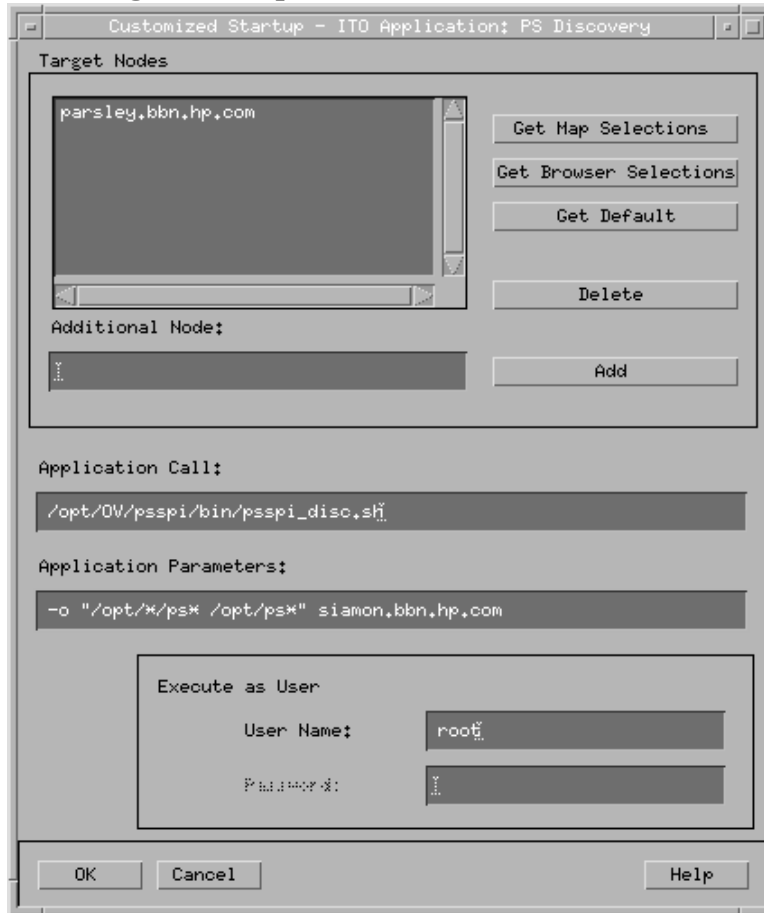 Customized Startup - ITO Application: PS Discovery
Target Nodes
parsley.bbn.hp.com
Get Map Selections
Get Browser Selections
Get Default
Delete
Additional Node:
Add
Application Call:
/opt/OV/psspi/bin/psspi_disc.sh
Application Parameters:
-o "/opt/*/ps* /opt/ps*" siamon.bbn.hp.com
Execute as User
User Name: root
Password:
OK Cancel Help